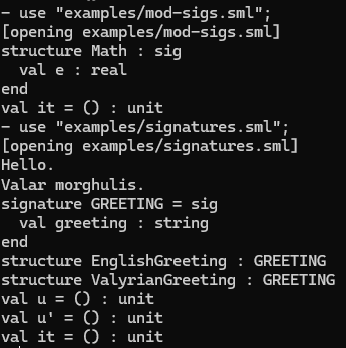 - use "examples/mod-sigs.sml";
[opening examples/mod-sigs.sml]
structure Math : sig
  val e : real
end
val it = () : unit
- use "examples/signatures.sml";
[opening examples/signatures.sml]
Hello.
Valar morghulis.
signature GREETING = sig
  val greeting : string
end
structure EnglishGreeting : GREETING
structure ValyrianGreeting : GREETING
val u = () : unit
val u' = () : unit
val it = () : unit